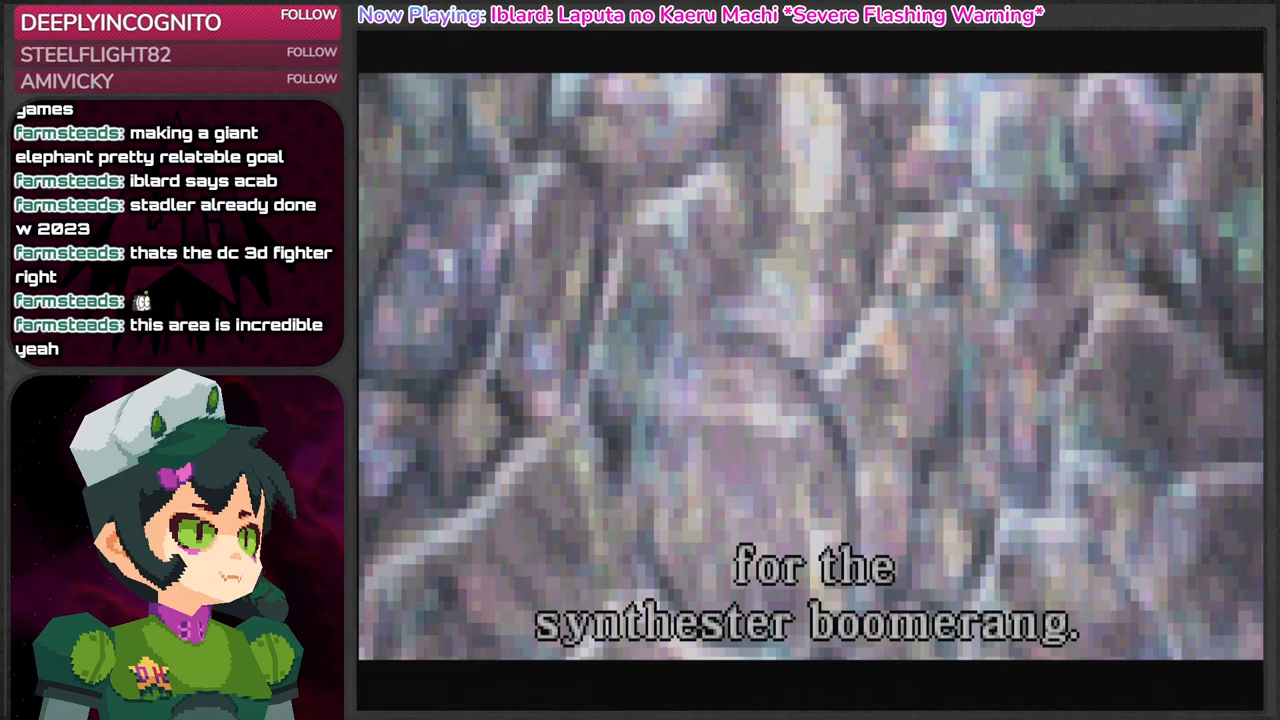 DEEPLYINCOGNITO FOLLOW
STEELFLIGHT82 FOLLOW
AMIVICKY FOLLOW
Now Playing: Iblard: Laputa no Kaeru Machi *Severe Flashing Warning*
games
farmsteads: making a giant
elephant pretty relatable goal
farmsteads: iblard says acab
farmsteads: stadler already done
w 2023
farmsteads: thats the dc 3d fighter
right
farmsteads:
farmsteads: this area is incredible
yeah
for the
synthester boomerang.